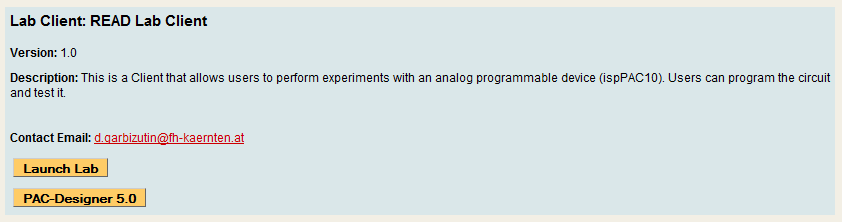 Lab Client: READ Lab Client
Version: 1.0
Description: This is a Client that allows users to perform experiments with an analog programmable device (ispPAC10). Users can program the circuit
and test it.
Contact Email: d.garbizutin@fh-kaernten.at
Launch Lab
PAC-Designer 5.0